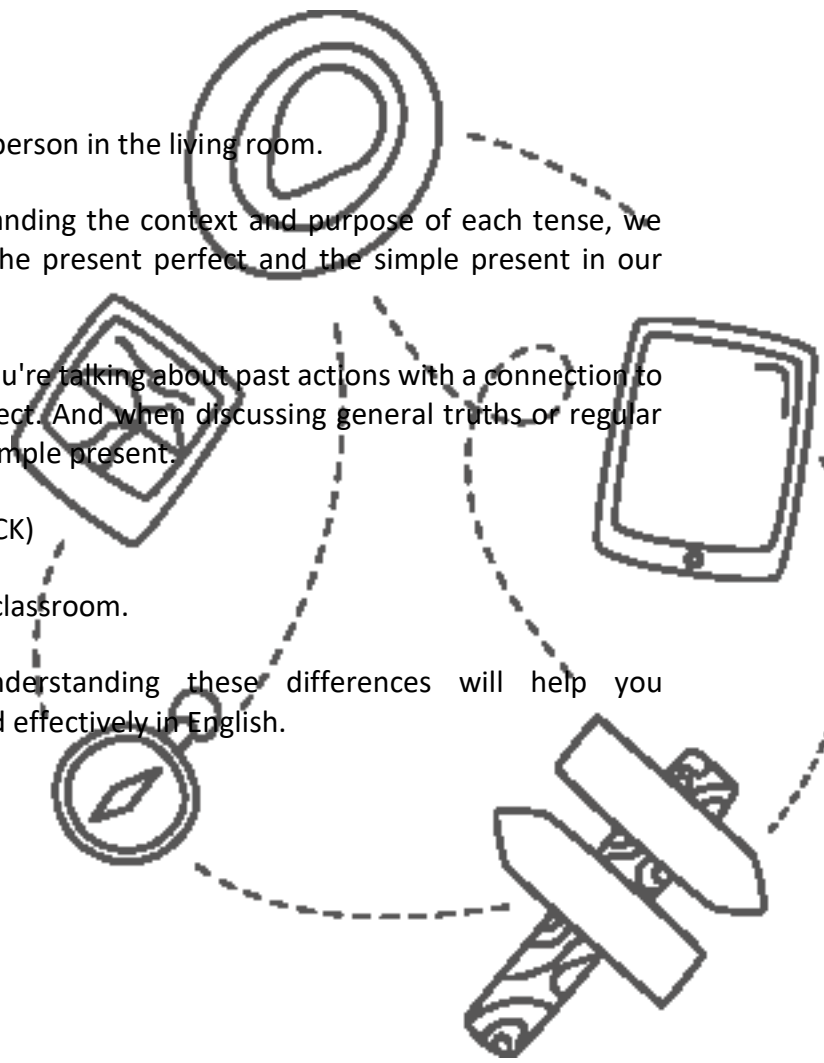 person in the living room.
anding the context and purpose of each tense, we
he present perfect and the simple present in our
u're talking about past actions with a connection to
ect. And when discussing general truths or regular
mple present.
CK)
classroom.
nderstanding these differences will help you
d effectively in English.